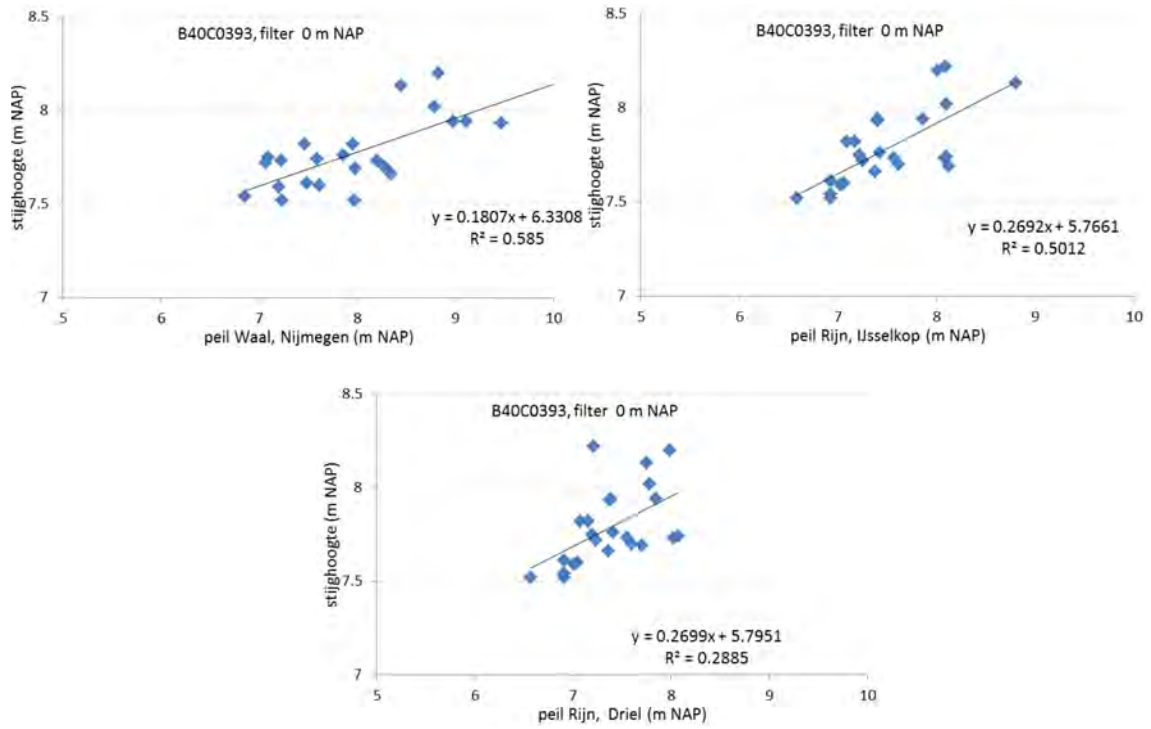 B40C0393, filter 0 m NAP
stijghoogte (m NAP)
8.5
8
7.5
7
y = 0.1807x + 6.3308
R² = 0.585
5 6 7 8 9 10
peil Waal, Nijmegen (m NAP)
B40C0393, filter 0 m NAP
stijghoogte (m NAP)
8.5
8
7.5
7
y = 0.2692x + 5.7661
R² = 0.5012
5 6 7 8 9 10
peil Rijn, IJsselkop (m NAP)
B40C0393, filter 0 m NAP
stijghoogte (m NAP)
8.5
8
7.5
7
y = 0.2699x + 5.7951
R² = 0.2885
5 6 7 8 9 10
peil Rijn, Driel (m NAP)